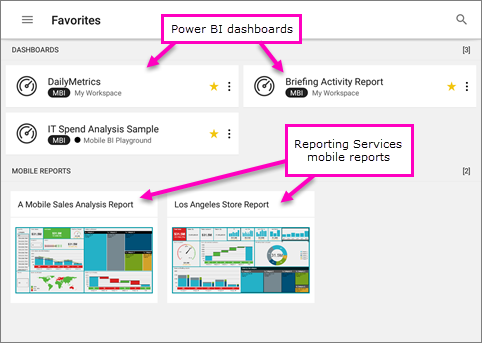 Favorites
Power BI dashboards
DASHBOARDS [3]
DailyMetrics
MBI My Workspace
Briefing Activity Report
MBI My Workspace
IT Spend Analysis Sample
MBI Mobile BI Playground
Reporting Services
mobile reports
MOBILE REPORTS [2]
A Mobile Sales Analysis Report
Los Angeles Store Report